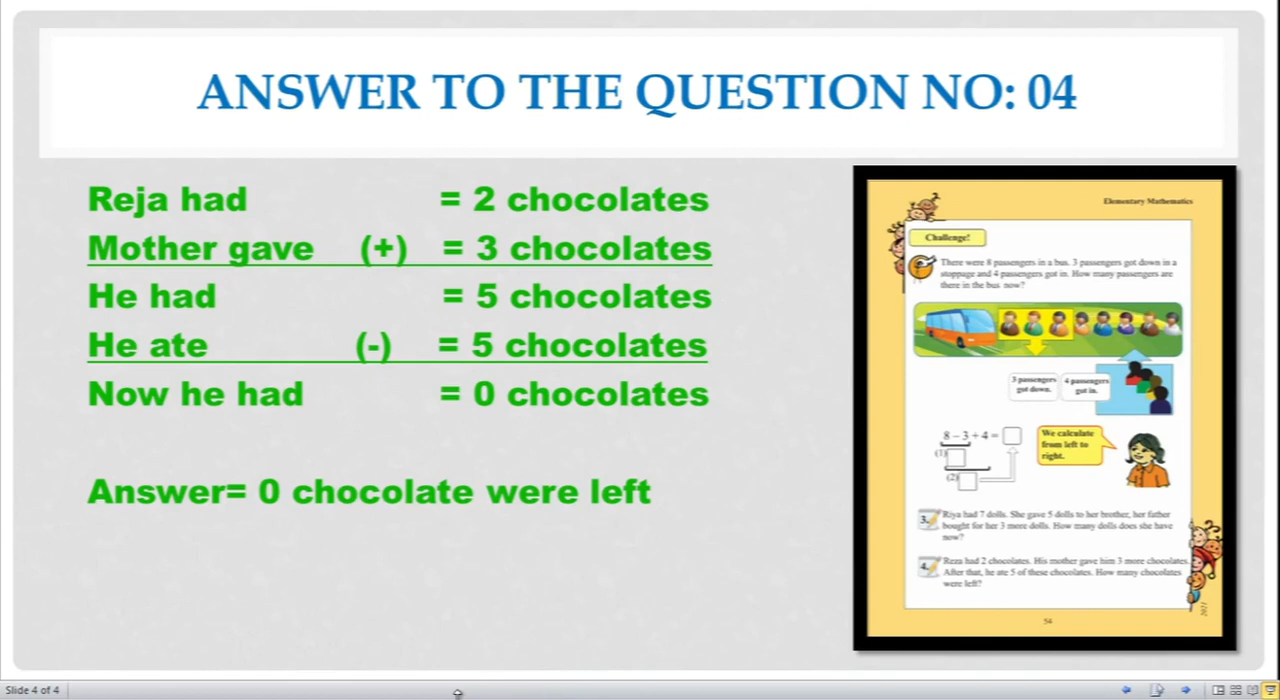 ANSWER TO THE QUESTION NO: 04
Reja had = 2 chocolates
Mother gave (+) = 3 chocolates
He had = 5 chocolates
He ate (-) = 5 chocolates
Now he had = 0 chocolates
Answer= 0 chocolate were left
Elementary Mathematics
Challenge!
There were 8 passengers in a bus. 3 passengers got down in a
stoppage and 4 passengers got in. How many passengers are
there in the bus now?
3 passengers
got down.
4 passengers
got in.
8 – 3 + 4 =
(1)
(2)
We calculate
from left to
right.
3. Riya had 7 dolls. She gave 5 dolls to her brother, her father
bought for her 3 more dolls. How many dolls does she have
now?
4. Reza had 2 chocolates. His mother gave him 3 more chocolates.
After that, he ate 5 of these chocolates. How many chocolates
were left?
54
2021
Slide 4 of 4